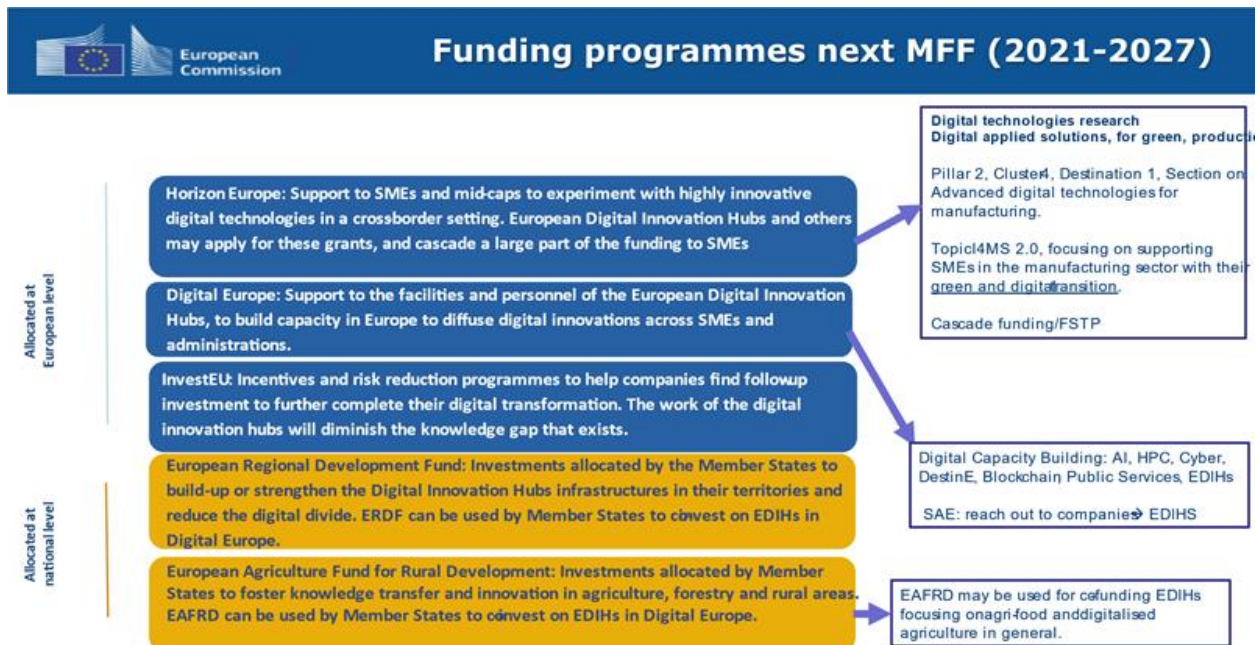 European
Commission
Funding programmes next MFF (2021-2027)
Allocated at
European level
Horizon Europe: Support to SMEs and mid-caps to experiment with highly innovative
digital technologies in a crossborder setting. European Digital Innovation Hubs and others
may apply for these grants, and cascade a large part of the funding to SMEs
Digital Europe: Support to the facilities and personnel of the European Digital Innovation
Hubs, to build capacity in Europe to diffuse digital innovations across SMEs and
administrations.
InvestEU: Incentives and risk reduction programmes to help companies find followup
investment to further complete their digital transformation. The work of the digital
innovation hubs will diminish the knowledge gap that exists.
Allocated at
national level
European Regional Development Fund: Investments allocated by the Member States to
build-up or strengthen the Digital Innovation Hubs infrastructures in their territories and
reduce the digital divide. ERDF can be used by Member States to coinvest on EDIHs in
Digital Europe.
European Agriculture Fund for Rural Development: Investments allocated by Member
States to foster knowledge transfer and innovation in agriculture, forestry and rural areas.
EAFRD can be used by Member States to coinvest on EDIHs in Digital Europe.
Digital technologies research
Digital applied solutions, for green, productio
Pillar 2, Cluster4, Destination 1, Section on
Advanced digital technologies for
manufacturing.
TopicI4MS 2.0, focusing on supporting
SMEs in the manufacturing sector with their
green and digital transition.
Cascade funding/FSTP
Digital Capacity Building: AI, HPC, Cyber,
DestinE, Blockchain, Public Services, EDIHs
SAE: reach out to companies→ EDIHS
EAFRD may be used for cofunding EDIHs
focusing onagri-food anddigitalised
agriculture in general.